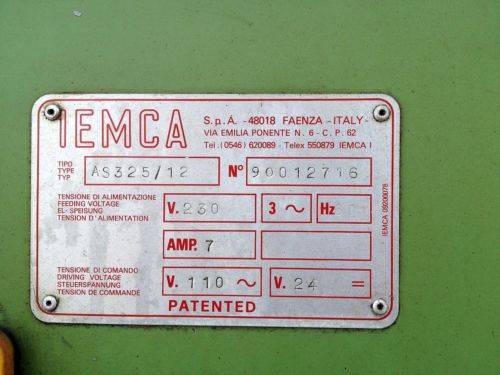 IEMCA
S.p.A. - 48018 FAENZA - ITALY -
VIA EMILIA PONENTE N. 6 - C. P. 62
Tel. (0546) 620089 - Telex 550879 IEMCA I
TIPO
TYPE
TYP
AS325/12
N° 90012716
TENSIONE DI ALIMENTAZIONE
FEEDING VOLTAGE
EL-SPEISUNG
TENSION D'ALIMENTATION
V. 230
3 ~
Hz
AMP. 7
TENSIONE DI COMANDO
DRIVING VOLTAGE
STEUERSPANNUNG
TENSION DE COMMANDE
V. 110 ~
V. 24 =
PATENTED